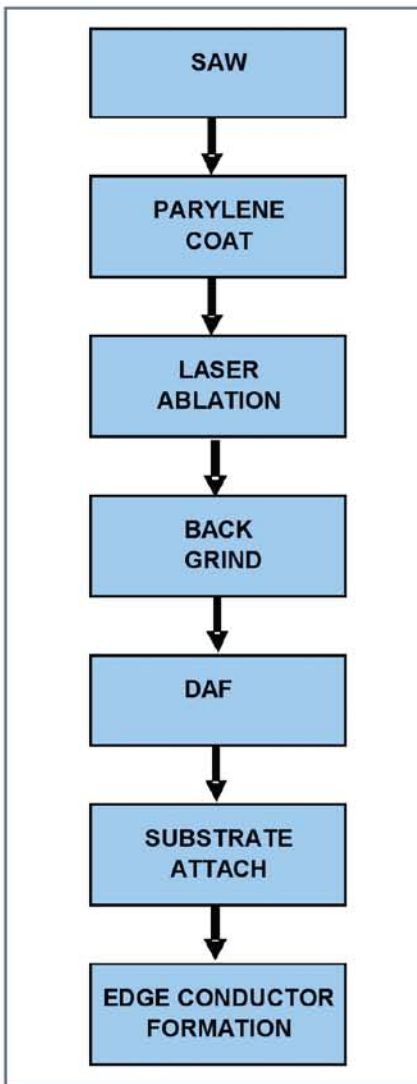 SAW
PARYLENE
COAT
LASER
ABLATION
BACK
GRIND
DAF
SUBSTRATE
ATTACH
EDGE CONDUCTOR
FORMATION